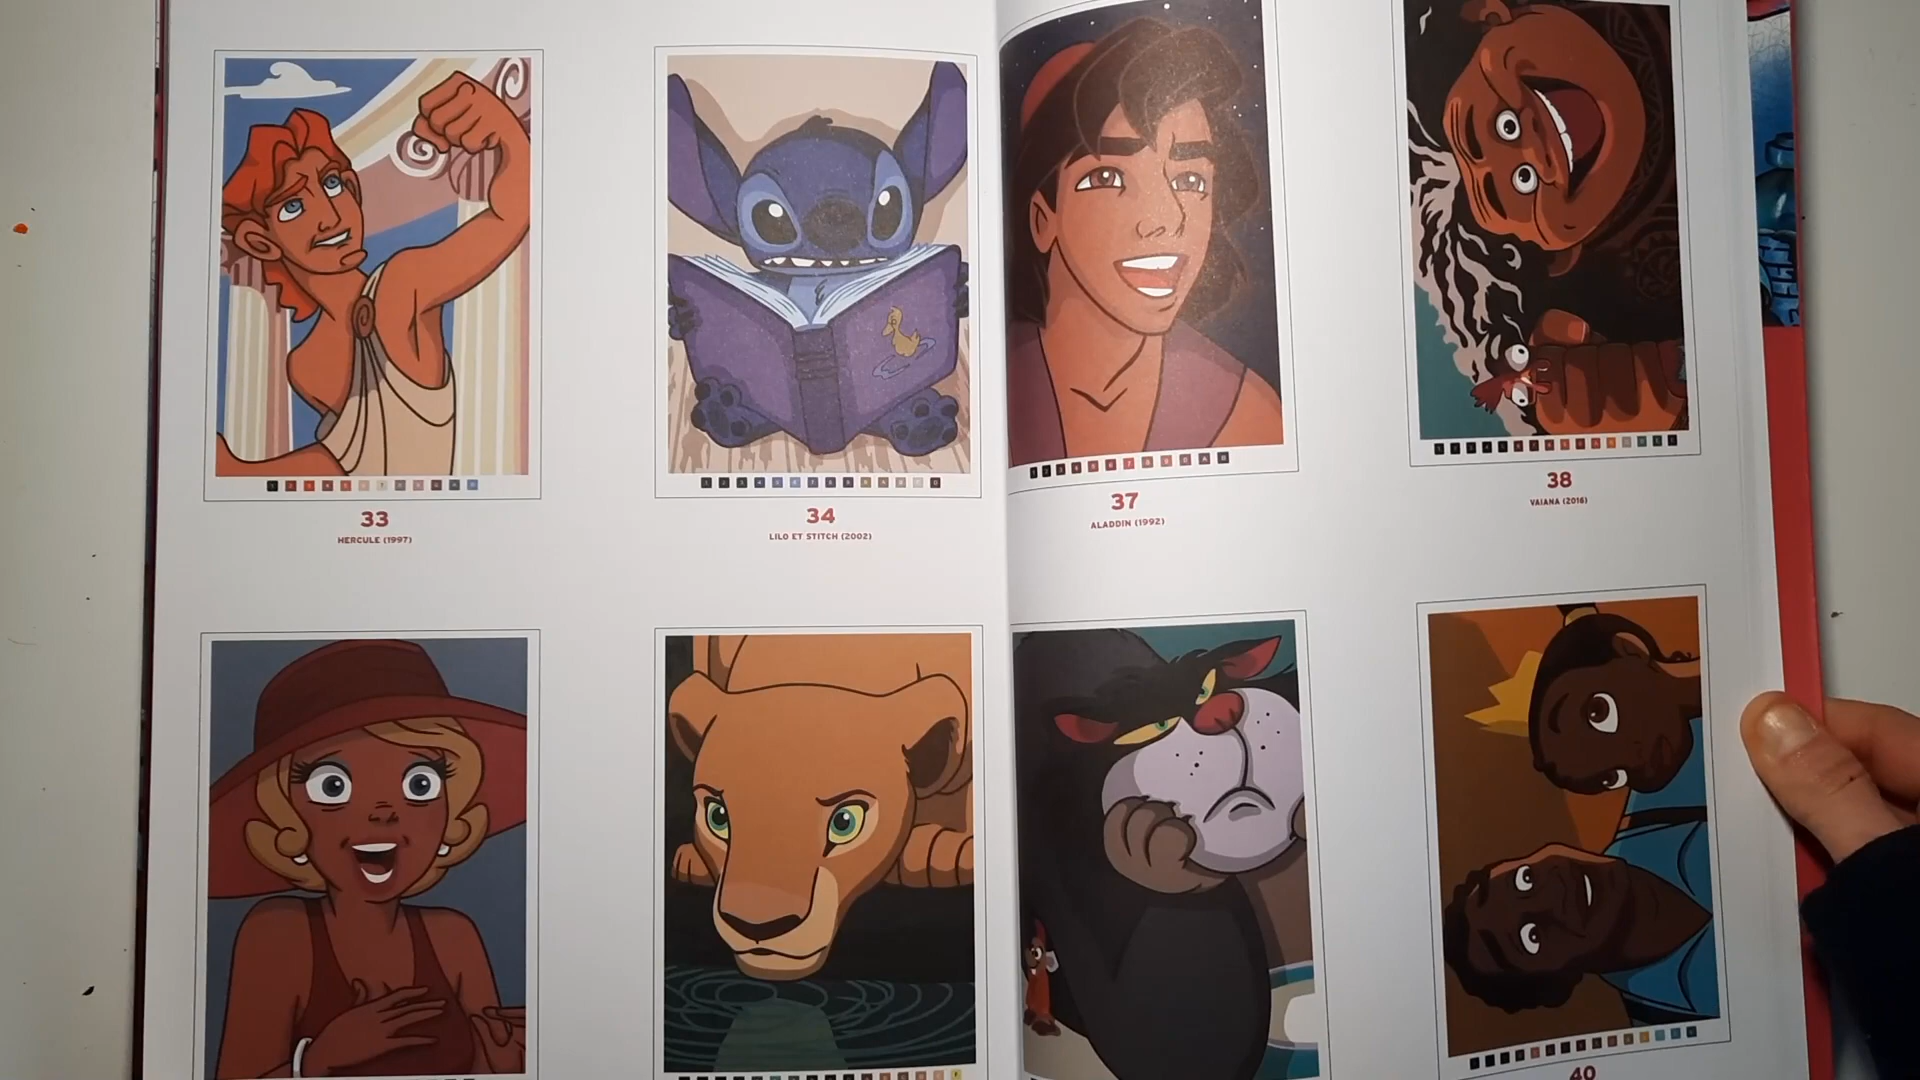 33
HERCULE (1997)
34
LILO ET STITCH (2002)
37
ALADDIN (1992)
38
VAIANA (2016)
40